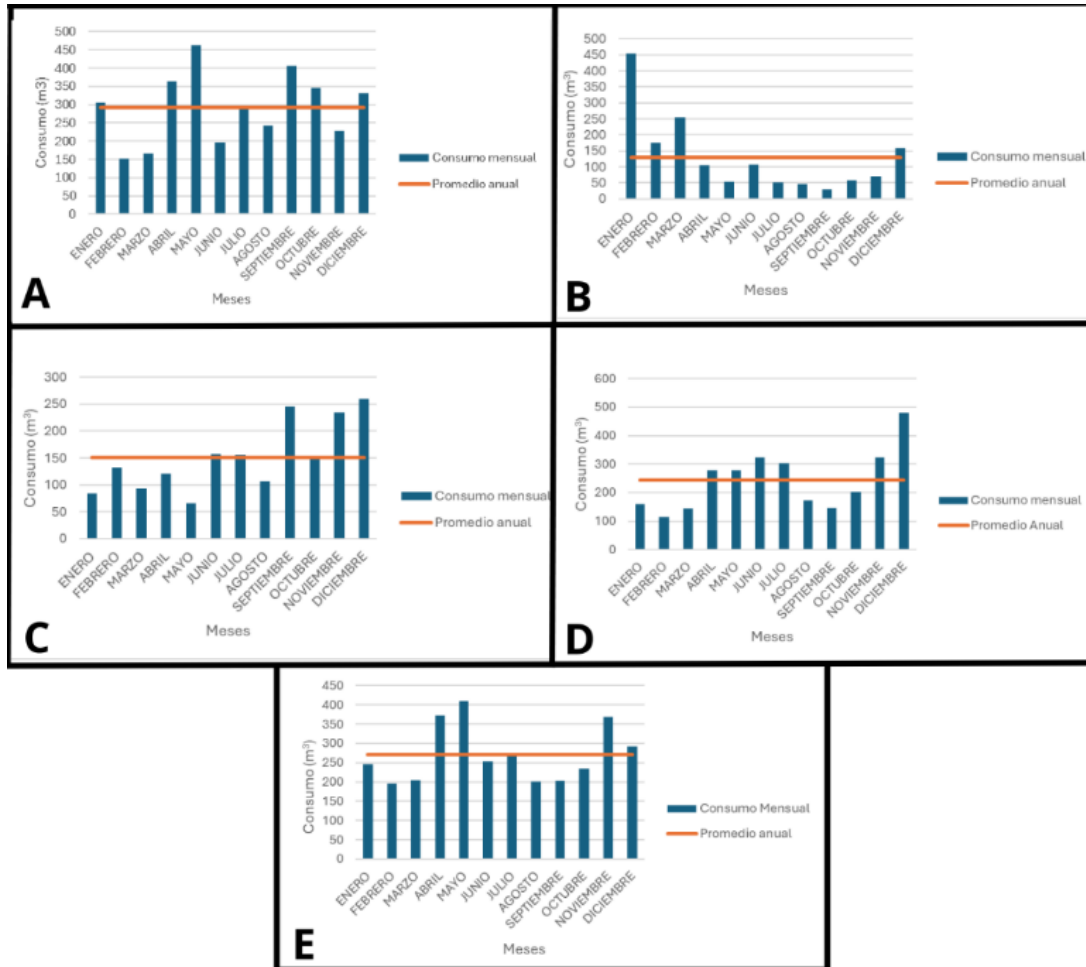 500
450
400
350
300
250
200
150
100
50
0
Consumo (m3)
ENERO
FEBRERO
MARZO
ABRIL
MAYO
JUNIO
JULIO
AGOSTO
SEPTIEMBRE
OCTUBRE
NOVIEMBRE
DICIEMBRE
Meses
Consumo mensual
Promedio anual
A
500
450
400
350
300
250
200
150
100
50
0
Consumo (m³)
ENERO
FEBRERO
MARZO
ABRIL
MAYO
JUNIO
JULIO
AGOSTO
SEPTIEMBRE
OCTUBRE
NOVIEMBRE
DICIEMBRE
Meses
Consumo mensual
Promedio anual
B
300
250
200
150
100
50
0
Consumo (m³)
ENERO
FEBRERO
MARZO
ABRIL
MAYO
JUNIO
JULIO
AGOSTO
SEPTIEMBRE
OCTUBRE
NOVIEMBRE
DICIEMBRE
Meses
Consumo mensual
Promedio anual
C
600
500
400
300
200
100
0
Consumo (m³)
ENERO
FEBRERO
MARZO
ABRIL
MAYO
JUNIO
JULIO
AGOSTO
SEPTIEMBRE
OCTUBRE
NOVIEMBRE
DICIEMBRE
Meses
Consumo mensual
Promedio Anual
D
450
400
350
300
250
200
150
100
50
0
Consumo (m³)
ENERO
FEBRERO
MARZO
ABRIL
MAYO
JUNIO
JULIO
AGOSTO
SEPTIEMBRE
OCTUBRE
NOVIEMBRE
DICIEMBRE
Meses
Consumo Mensual
Promedio anual
E